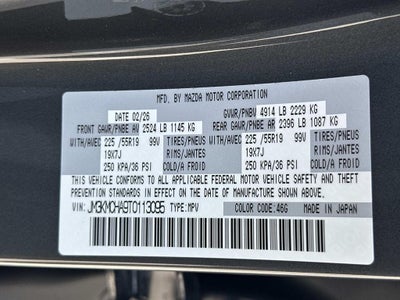 MFD. BY MAZDA MOTOR CORPORATION
DATE 02/26 GVWR/PNBV 4914 LB 2229 KG
FRONT GAWR/PNBE AV 2524 LB 1145 KG REAR GAWR/PNBE AR 2396 LB 1087 KG
WITH/AVEC 225 /55R19 99V TIRES/PNEUS WITH/AVEC 225 /55R19 99V TIRES/PNEUS
19X7J RIMS/JANTES 19X7J RIMS/JANTES
250 KPA/36 PSI COLD/A FROID 250 KPA/36 PSI COLD/A FROID
THIS VEHICLE CONFORMS TO ALL APPLICABLE FEDERAL MOTOR VEHICLE SAFETY AND THEFT
PREVENTION STANDARDS IN EFFECT ON THE DATE OF MANUFACTURE SHOWN ABOVE.
VIN: JM3KMCHA9T0113095 TYPE:MPV COLOR CODE:46G MADE IN JAPAN